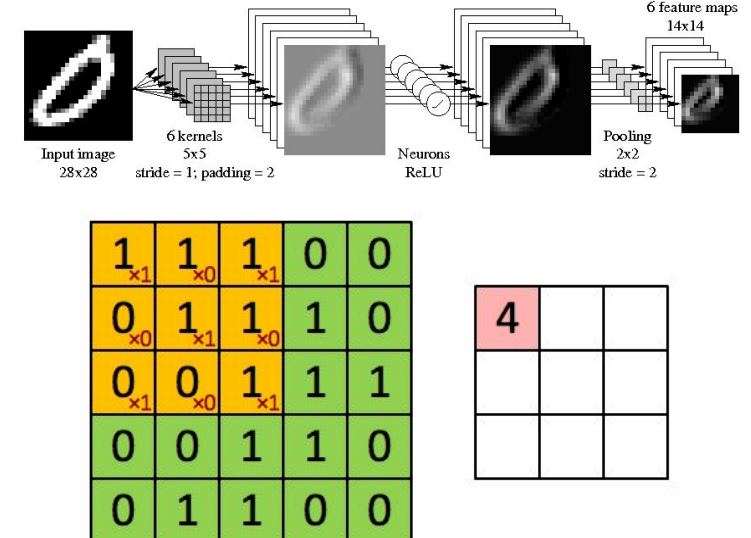 6 feature maps
14x14
Input image
28x28
6 kernels
5x5
stride = 1; padding = 2
Neurons
ReLU
Pooling
2x2
stride = 2
1×1 1×0 1×1 0 0
0×0 1×1 1×0 1 0
0×1 0×0 1×1 1 1
0 0 1 1 0
0 1 1 0 0
4